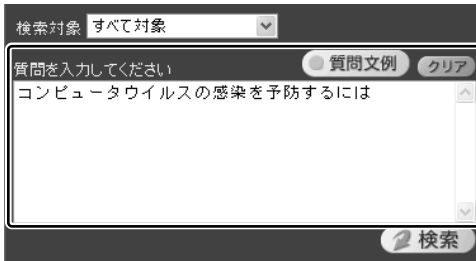 検索対象 すべて対象
質問を入力してください 質問文例 クリア
コンピュータウイルスの感染を予防するには
検索